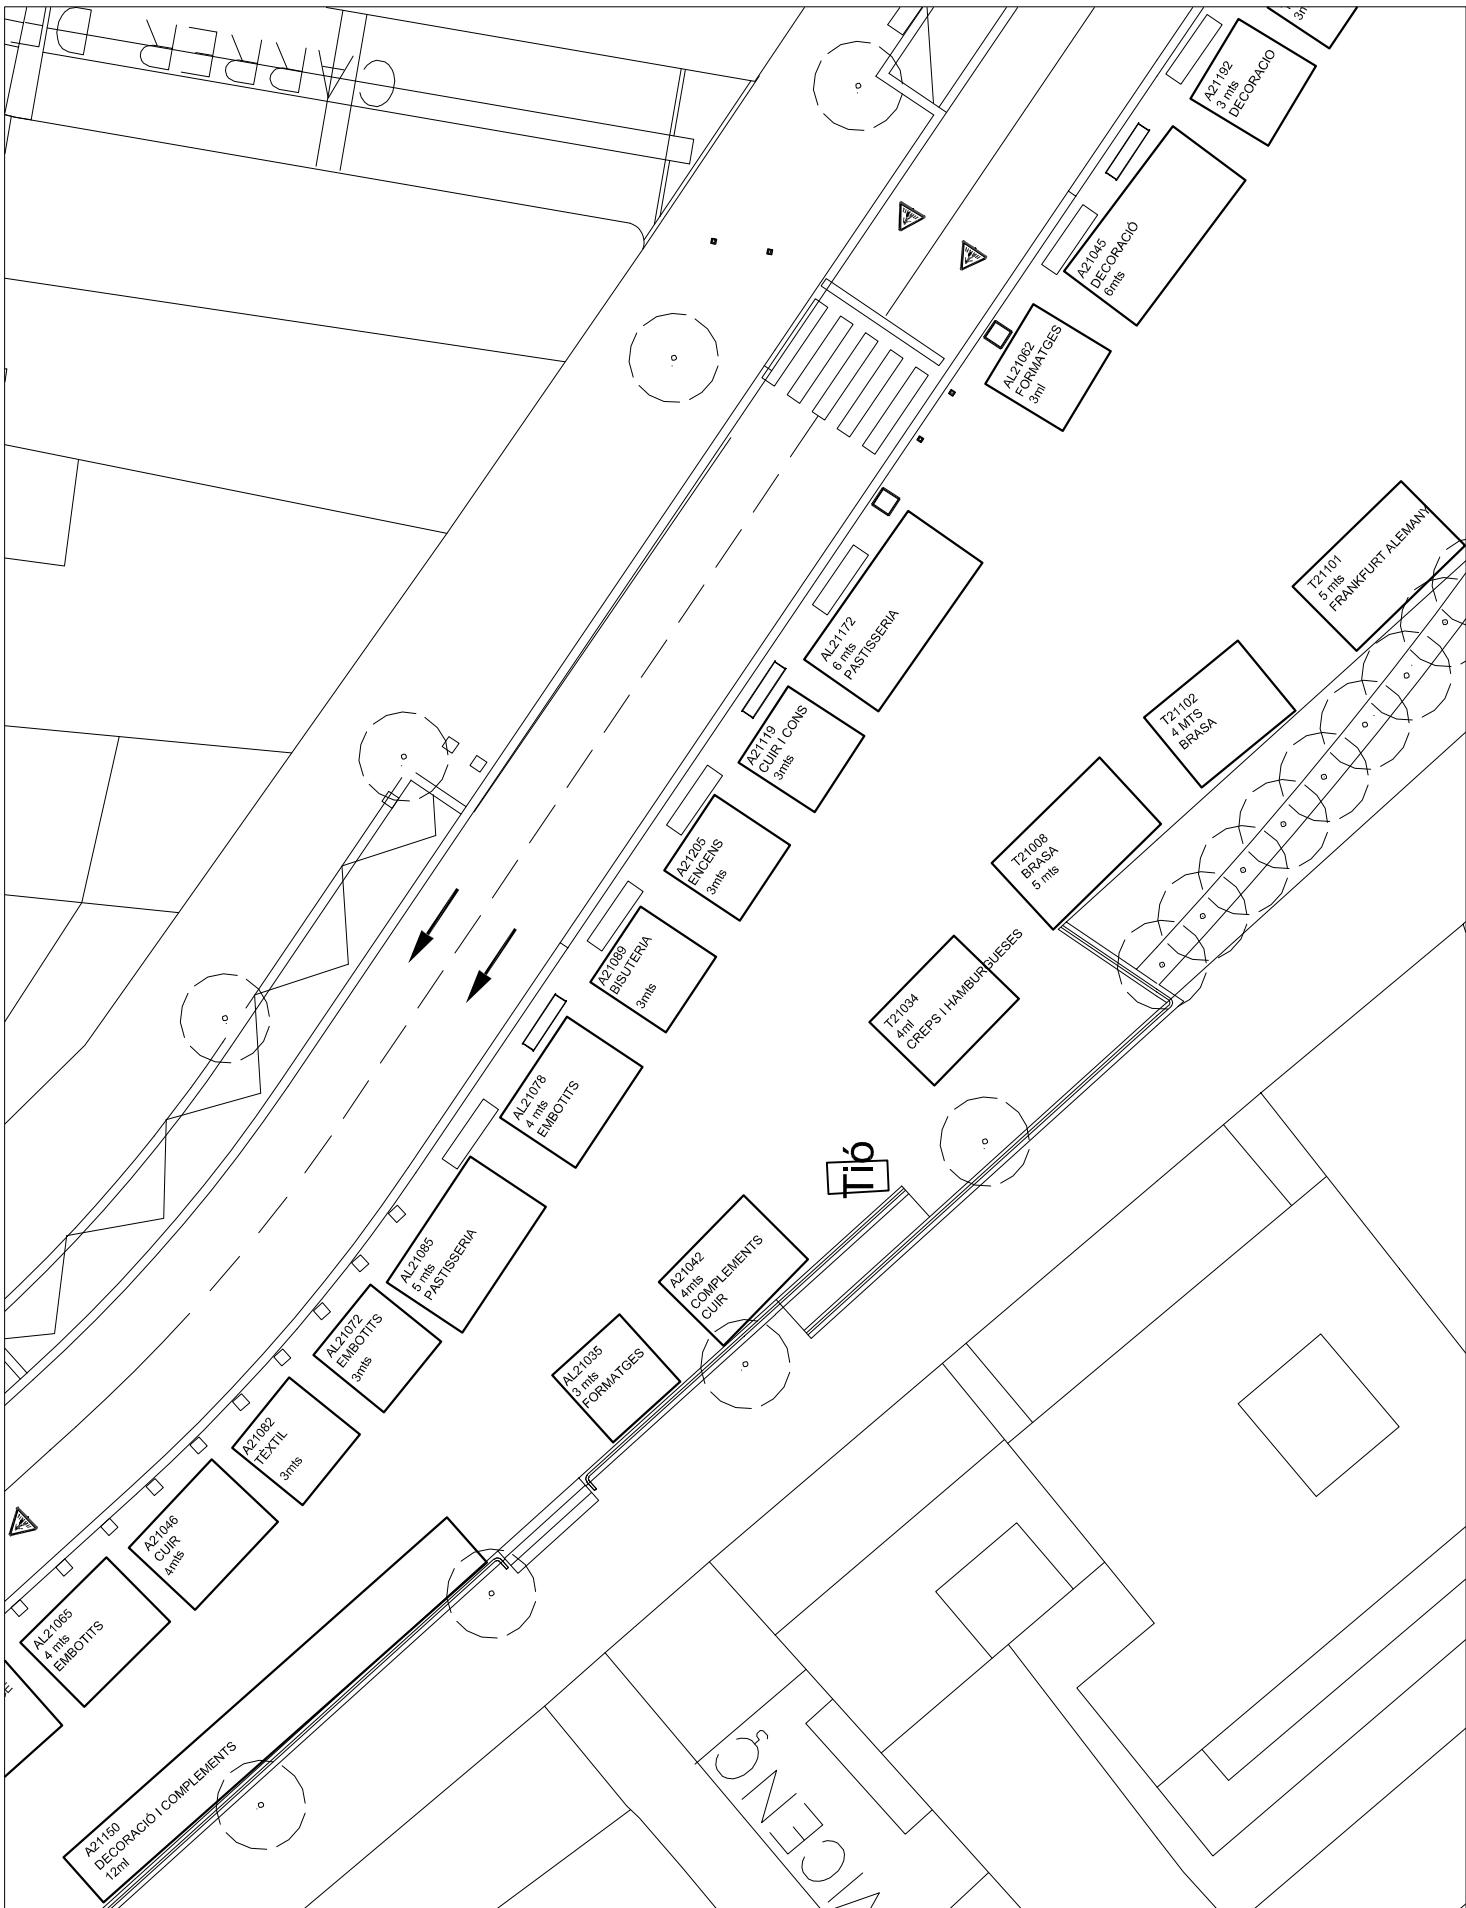 CARRER D
3m
A21192
3 mts
DECORACIO
A21045
DECORACIÓ
6mts
AL21062
FORMATGES
3ml
T21101
5 mts
FRANKFURT ALEMANY
AL21172
6 mts
PASTISSERIA
T21102
4 MTS
BRASA
A21119
CUIR I CONS
3mts
T21008
BRASA
5 mts
A21205
ENCENS
3mts
A21089
BISUTERIA
3mts
T21034
4ml
CREPS I HAMBURGUESES
AL21078
4 mts
EMBOTITS
Tió
AL21085
5 mts
PASTISSERIA
A21042
4mts
COMPLEMENTS
CUIR
AL21072
EMBOTITS
3mts
AL21035
3 mts
FORMATGES
A21082
TÈXTIL
3mts
A21046
CUIR
4mts
AL21065
4 mts
EMBOTITS
E
A21150
DECORACIÓ I COMPLEMENTS
12ml
VICENÇ